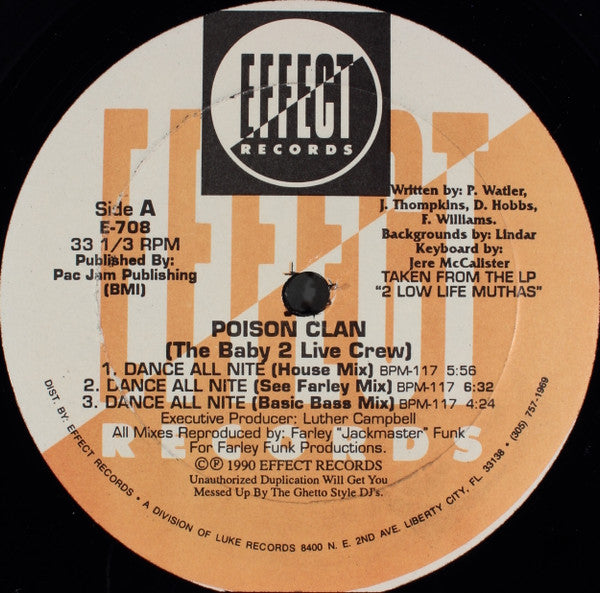 EFFECT
RECORDS
EFFECT
RECORDS
Side A
E-708
33 1/3 RPM
Published By:
Pac Jam Publishing
(BMI)
Written by: P. Watler,
J. Thompkins, D. Hobbs,
F. Williams.
Backgrounds by: Lindar
Keyboard by:
Jere McCalister
TAKEN FROM THE LP
"2 LOW LIFE MUTHAS"
POISON CLAN
(The Baby 2 Live Crew)
1. DANCE ALL NITE (House Mix) BPM-117 5:56
2. DANCE ALL NITE (See Farley Mix) BPM-117 6:32
3. DANCE ALL NITE (Basic Bass Mix) BPM-117 4:24
Executive Producer: Luther Campbell
All Mixes Reproduced by: Farley "Jackmaster" Funk
For Farley Funk Productions.
© ℗ 1990 EFFECT RECORDS
Unauthorized Duplication Will Get You
Messed Up By The Ghetto Style DJ's.
DIST. BY: EFFECT RECORDS • A DIVISION OF LUKE RECORDS 8400 N. E. 2ND AVE. LIBERTY CITY, FL 33138 • (305) 757-1969